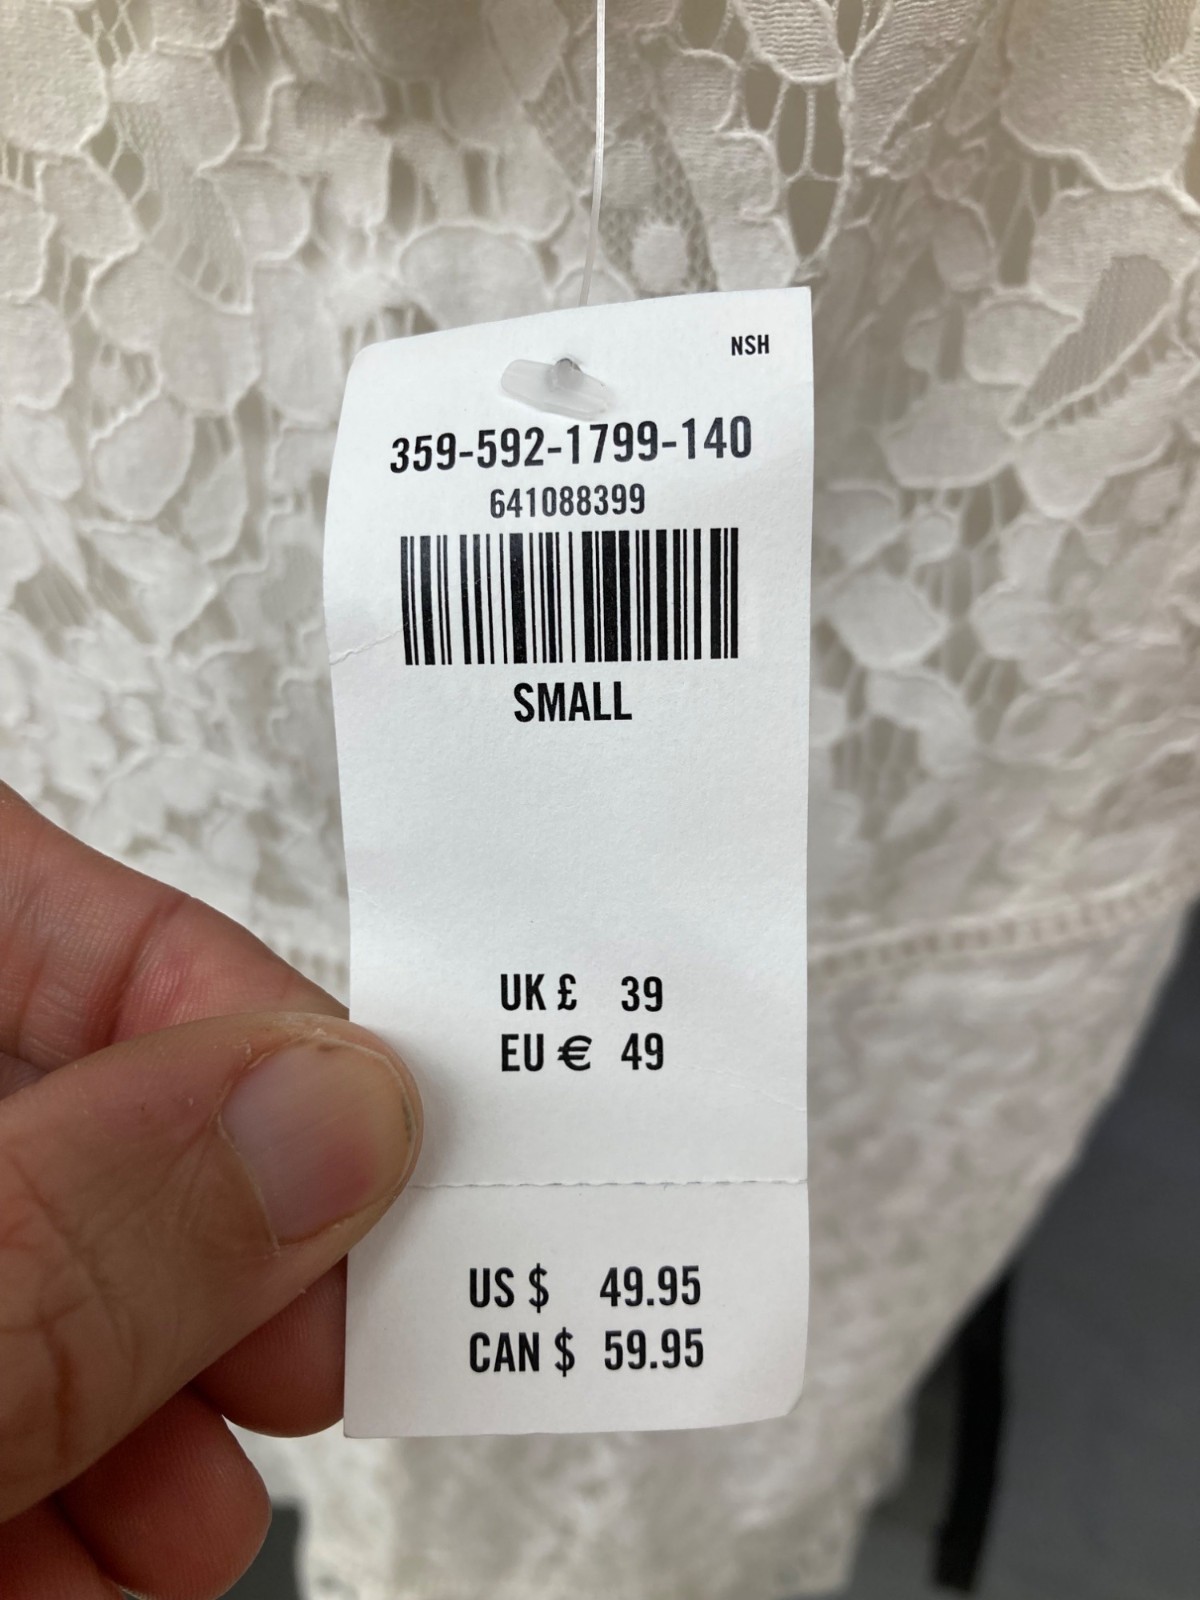 NSH
359-592-1799-140
641088399
SMALL
UK £ 39
EU € 49
US $ 49.95
CAN $ 59.95